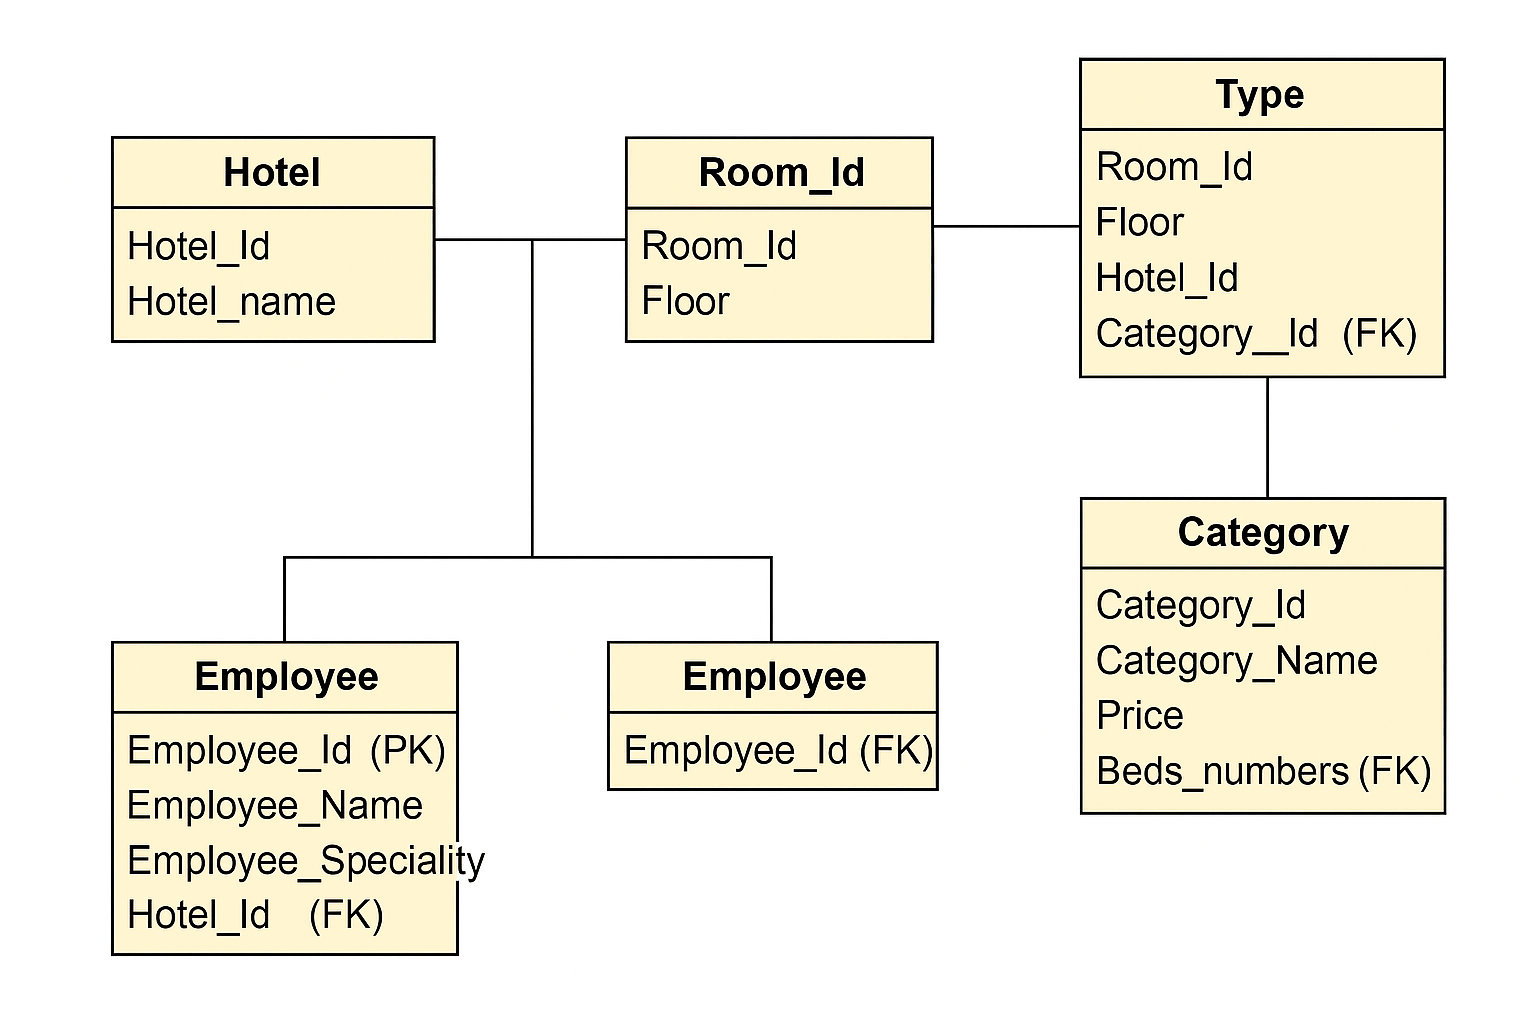 Hotel
Hotel_Id
Hotel_name
Room_Id
Room_Id
Floor
Type
Room_Id
Floor
Hotel_Id
Category__Id (FK)
Category
Category_Id
Category_Name
Price
Beds_numbers (FK)
Employee
Employee_Id (PK)
Employee_Name
Employee_Speciality
Hotel_Id (FK)
Employee
Employee_Id (FK)